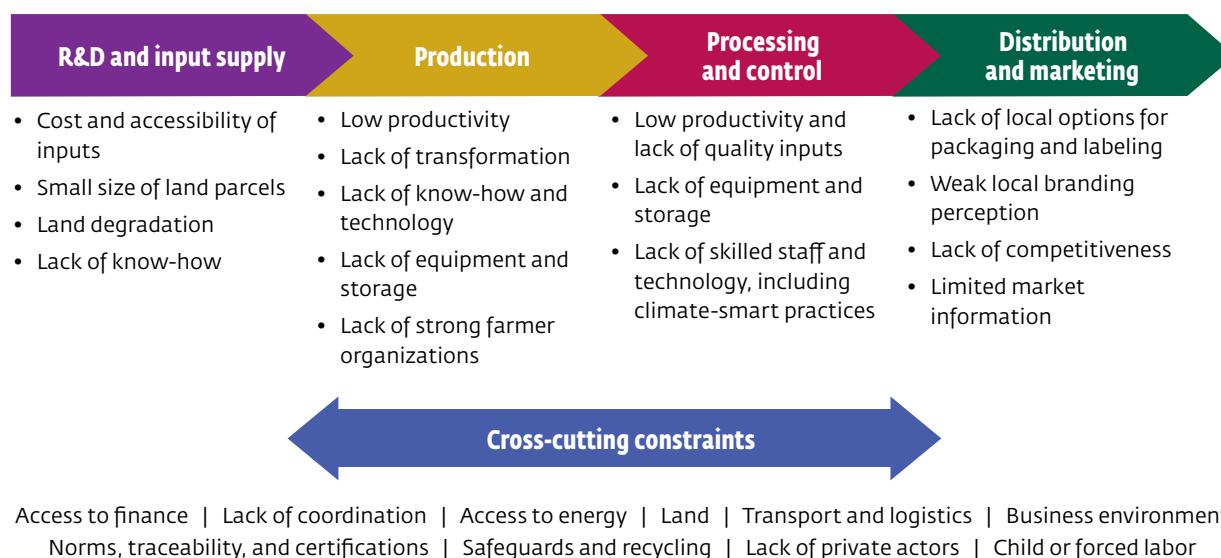 R&D and input supply
Production
Processing
and control
Distribution
and marketing
• Cost and accessibility of
inputs
• Small size of land parcels
• Land degradation
• Lack of know-how
• Low productivity
• Lack of transformation
• Lack of know-how and
technology
• Lack of equipment and
storage
• Lack of strong farmer
organizations
• Low productivity and
lack of quality inputs
• Lack of equipment and
storage
• Lack of skilled staff and
technology, including
climate-smart practices
• Lack of local options for
packaging and labeling
• Weak local branding
perception
• Lack of competitiveness
• Limited market
information
Cross-cutting constraints
Access to finance | Lack of coordination | Access to energy | Land | Transport and logistics | Business environment
Norms, traceability, and certifications | Safeguards and recycling | Lack of private actors | Child or forced labor